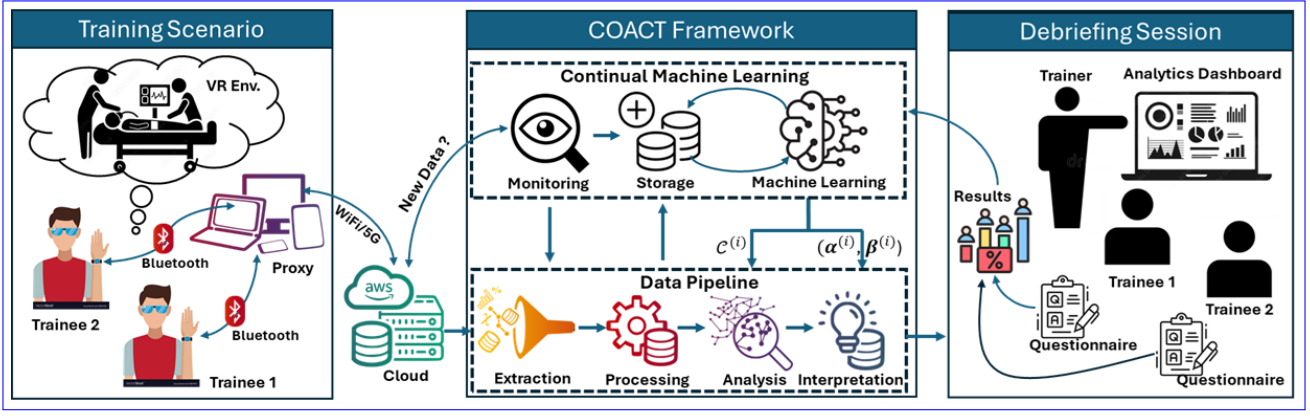 Training Scenario
VR Env.
WiFi/5G
Bluetooth
Proxy
Trainee 2
Bluetooth
Trainee 1
New Data ?
aws
Cloud
COACT Framework
Continual Machine Learning
Monitoring
Storage
Machine Learning
𝒞⁽ⁱ⁾
(𝜶⁽ⁱ⁾, 𝜷⁽ⁱ⁾)
Data Pipeline
Extraction
Processing
Analysis
Interpretation
Debriefing Session
Trainer
Analytics Dashboard
Results
%
Trainee 1
Trainee 2
Q
A
Questionnaire
Q
A
Questionnaire